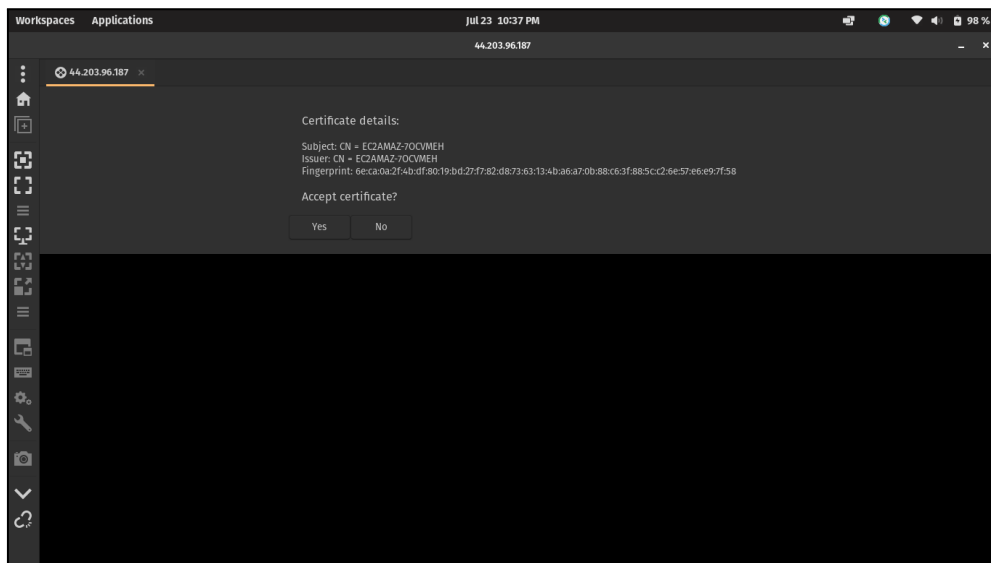 Workspaces Applications Jul 23 10:37 PM 98 %
44.203.96.187
44.203.96.187
Certificate details:
Subject: CN = EC2AMAZ-7OCVMEH
Issuer: CN = EC2AMAZ-7OCVMEH
Fingerprint: 6e:ca:0a:2f:4b:df:80:19:bd:27:f7:82:d8:73:63:13:4b:a6:a7:0b:88:c6:3f:88:5c:c2:6e:57:e6:e9:7f:58
Accept certificate?
Yes No